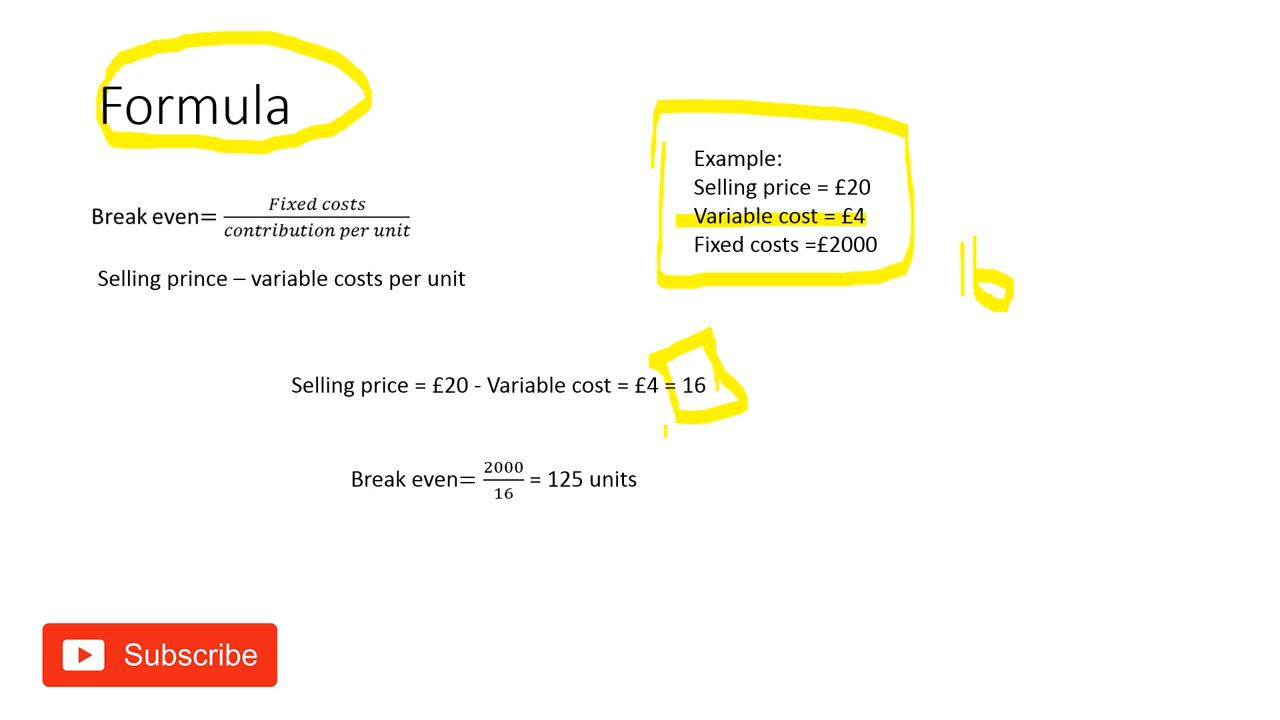 Formula
Example:
Selling price = £20
Variable cost = £4
Fixed costs =£2000
Break even= Fixed costs / contribution per unit
Selling prince – variable costs per unit
16
Selling price = £20 - Variable cost = £4 = 16
Break even= 2000 / 16 = 125 units
Subscribe